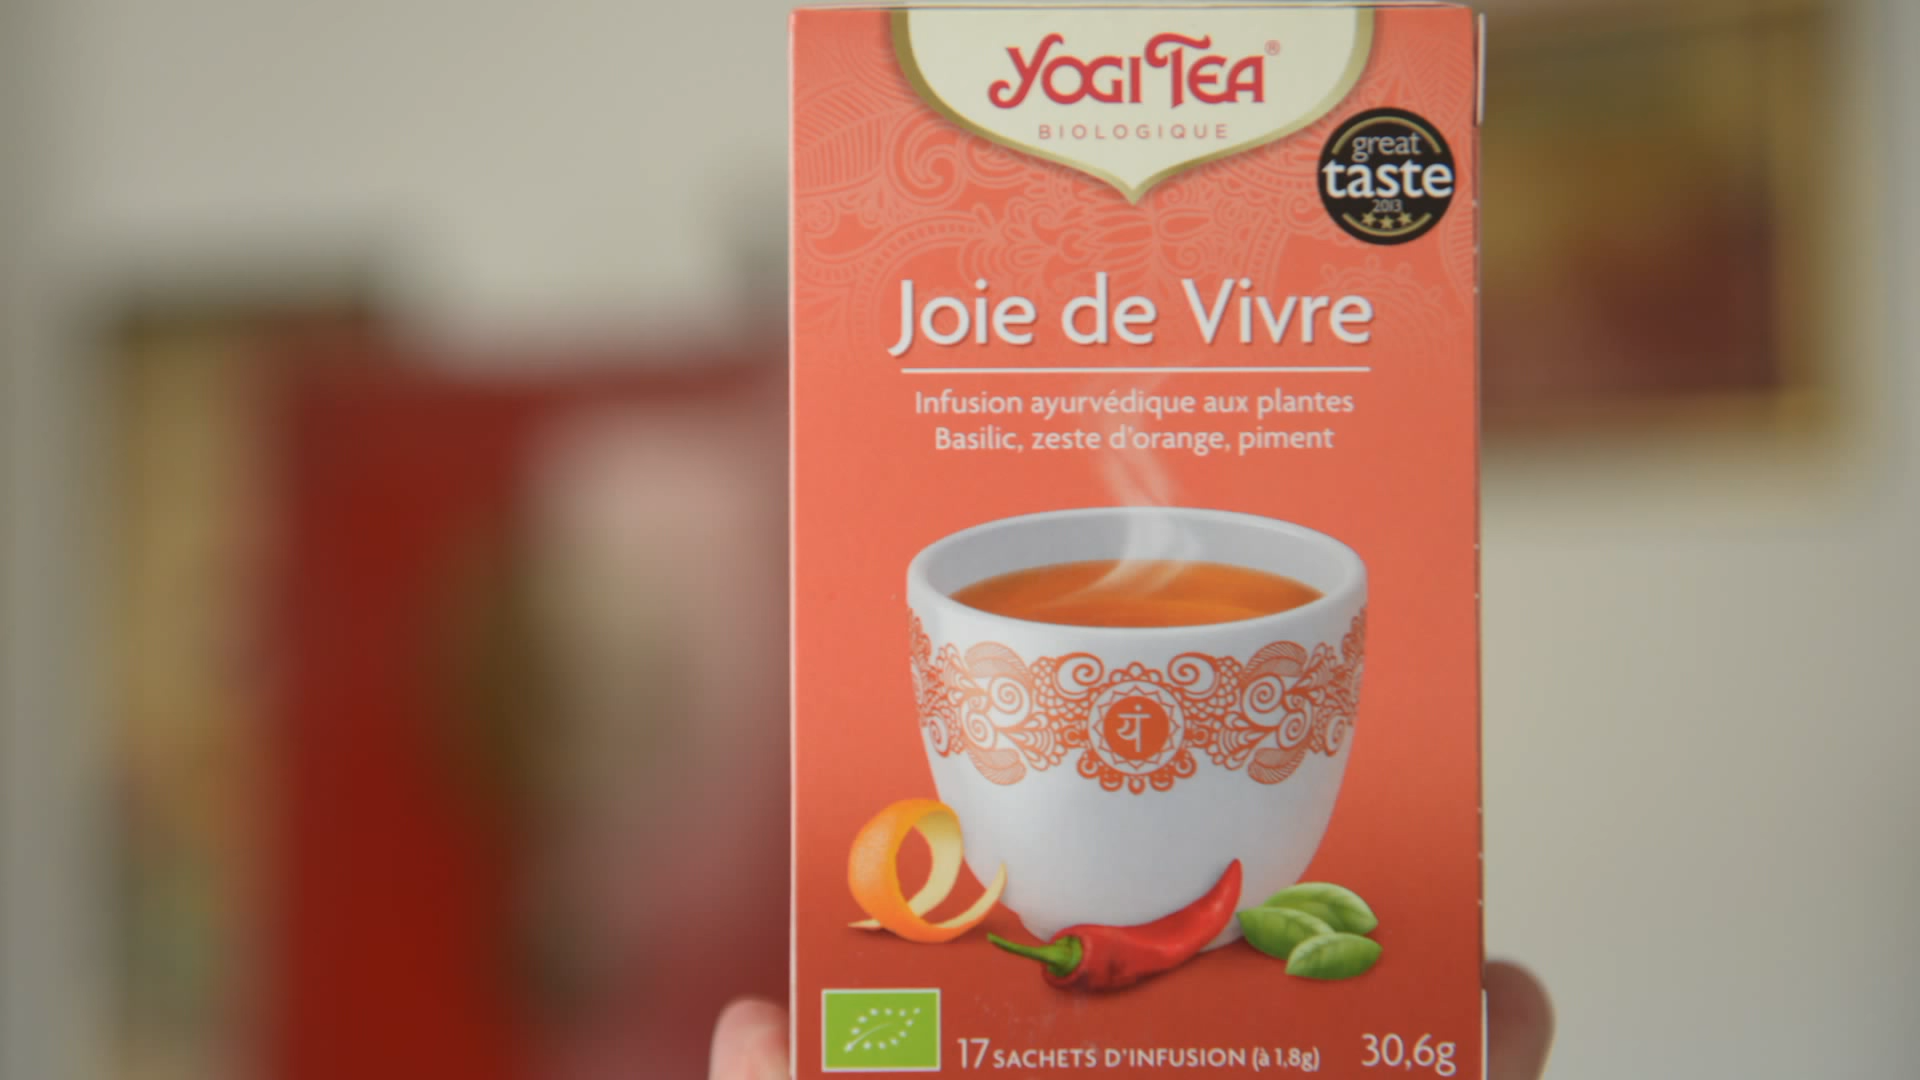 YOGI TEA®
BIOLOGIQUE
great
taste
2013
Joie de Vivre
Infusion ayurvédique aux plantes
Basilic, zeste d'orange, piment
यं
17 SACHETS D'INFUSION (à 1,8g) 30,6g